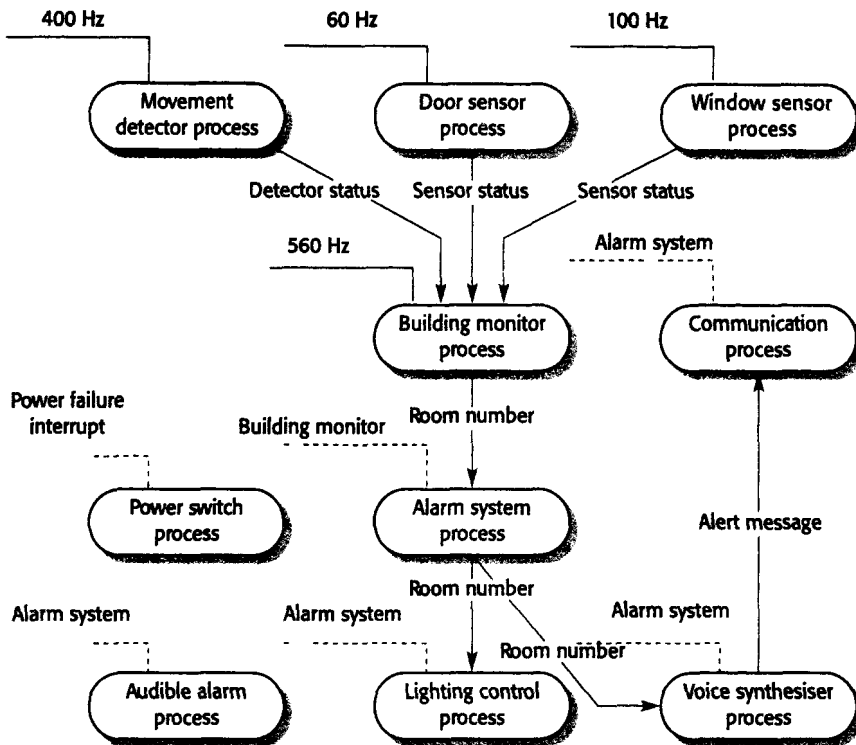 400 Hz
60 Hz
100 Hz
Movement
detector process
Door sensor
process
Window sensor
process
Detector status
Sensor status
Sensor status
560 Hz
Alarm system
Building monitor
process
Communication
process
Power failure
interrupt
Building monitor
Room number
Power switch
process
Alarm system
process
Alert message
Room number
Alarm system
Alarm system
Alarm system
Room number
Audible alarm
process
Lighting control
process
Voice synthesiser
process